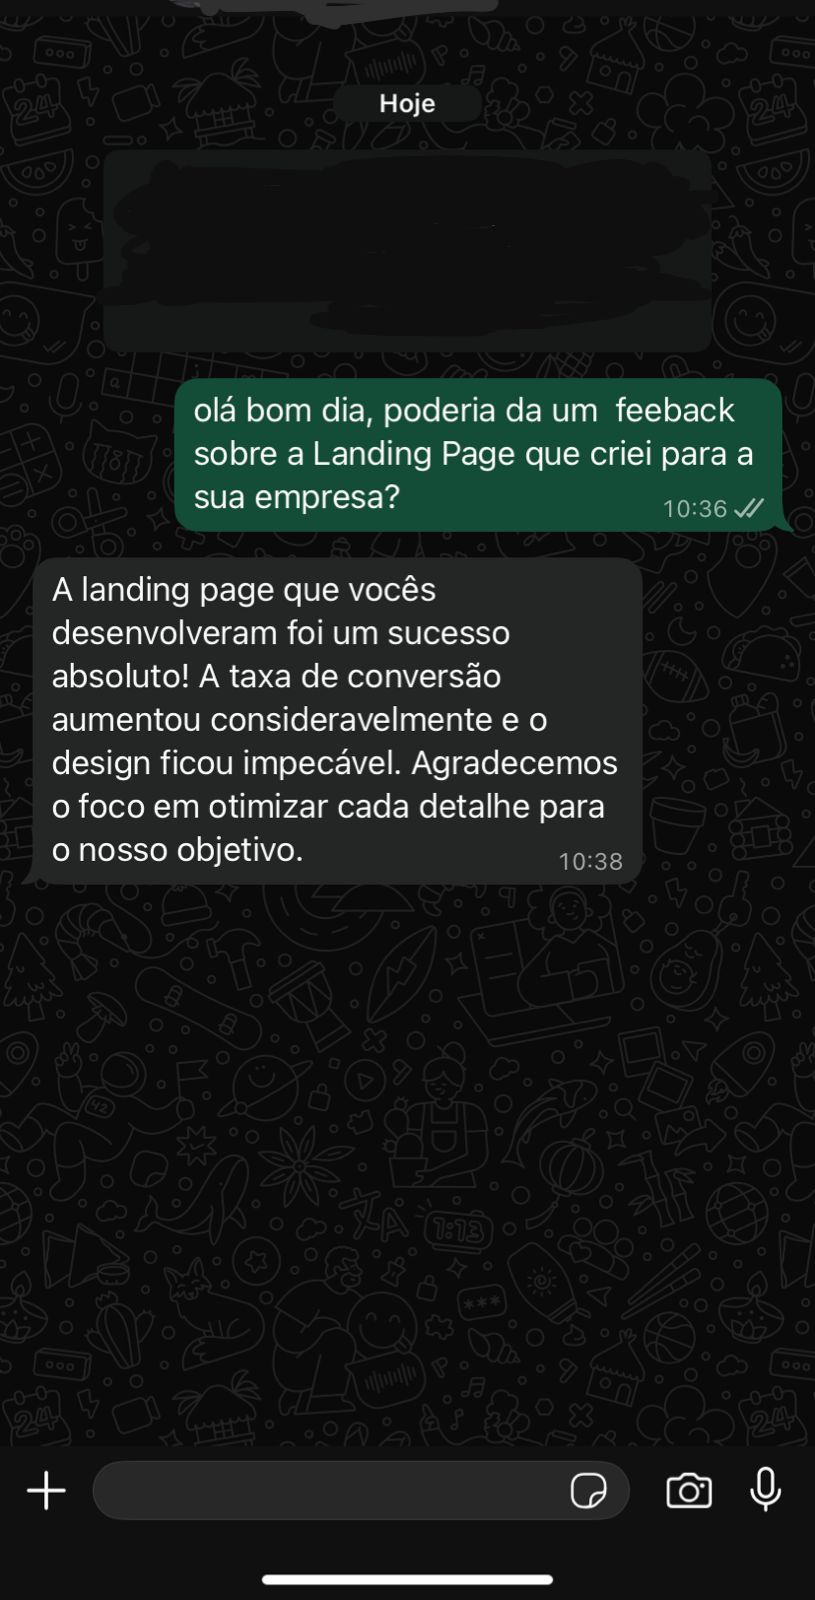 Hoje
olá bom dia, poderia da um  feeback
sobre a Landing Page que criei para a
sua empresa?
10:36
A landing page que vocês
desenvolveram foi um sucesso
absoluto! A taxa de conversão
aumentou consideravelmente e o
design ficou impecável. Agradecemos
o foco em otimizar cada detalhe para
o nosso objetivo.
10:38